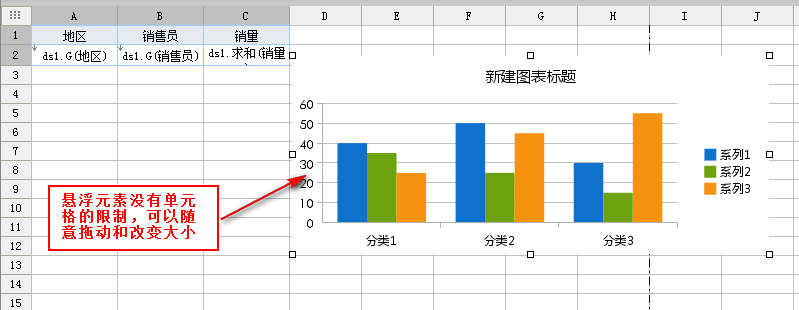 A B C D E F G H I J
1 地区 销售员 销量
2 ds1.G(地区) ds1.G(销售员) ds1.求和(销量
3
新建图表标题
4
5
6
7
8
9
10
11
12
13
14
15
60
50
40
30
20
10
0
分类1 分类2 分类3
系列1
系列2
系列3
悬浮元素没有单元
格的限制，可以随
意拖动和改变大小